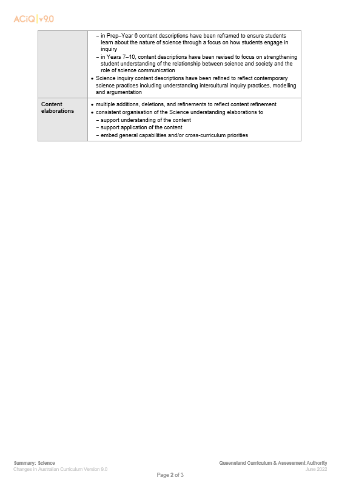 ACiQ | v9.0
– in Prep–Year 6 content descriptions have been reframed to ensure students
learn about the nature of science through a focus on how students engage in
inquiry
– in Years 7–10, content descriptions have been revised to focus on strengthening
student understanding of the relationship between science and society and the
role of science communication
• Science inquiry content descriptions have been refined to reflect contemporary
science practices including understanding intercultural inquiry practices, modelling
and argumentation
Content
elaborations
• multiple additions, deletions, and refinements to reflect content refinement
• consistent organisation of the Science understanding elaborations to
– support understanding of the content
– support application of the content
– embed general capabilities and/or cross-curriculum priorities
Summary: Science
Changes in Australian Curriculum Version 9.0
Queensland Curriculum & Assessment Authority
June 2022
Page 2 of 3